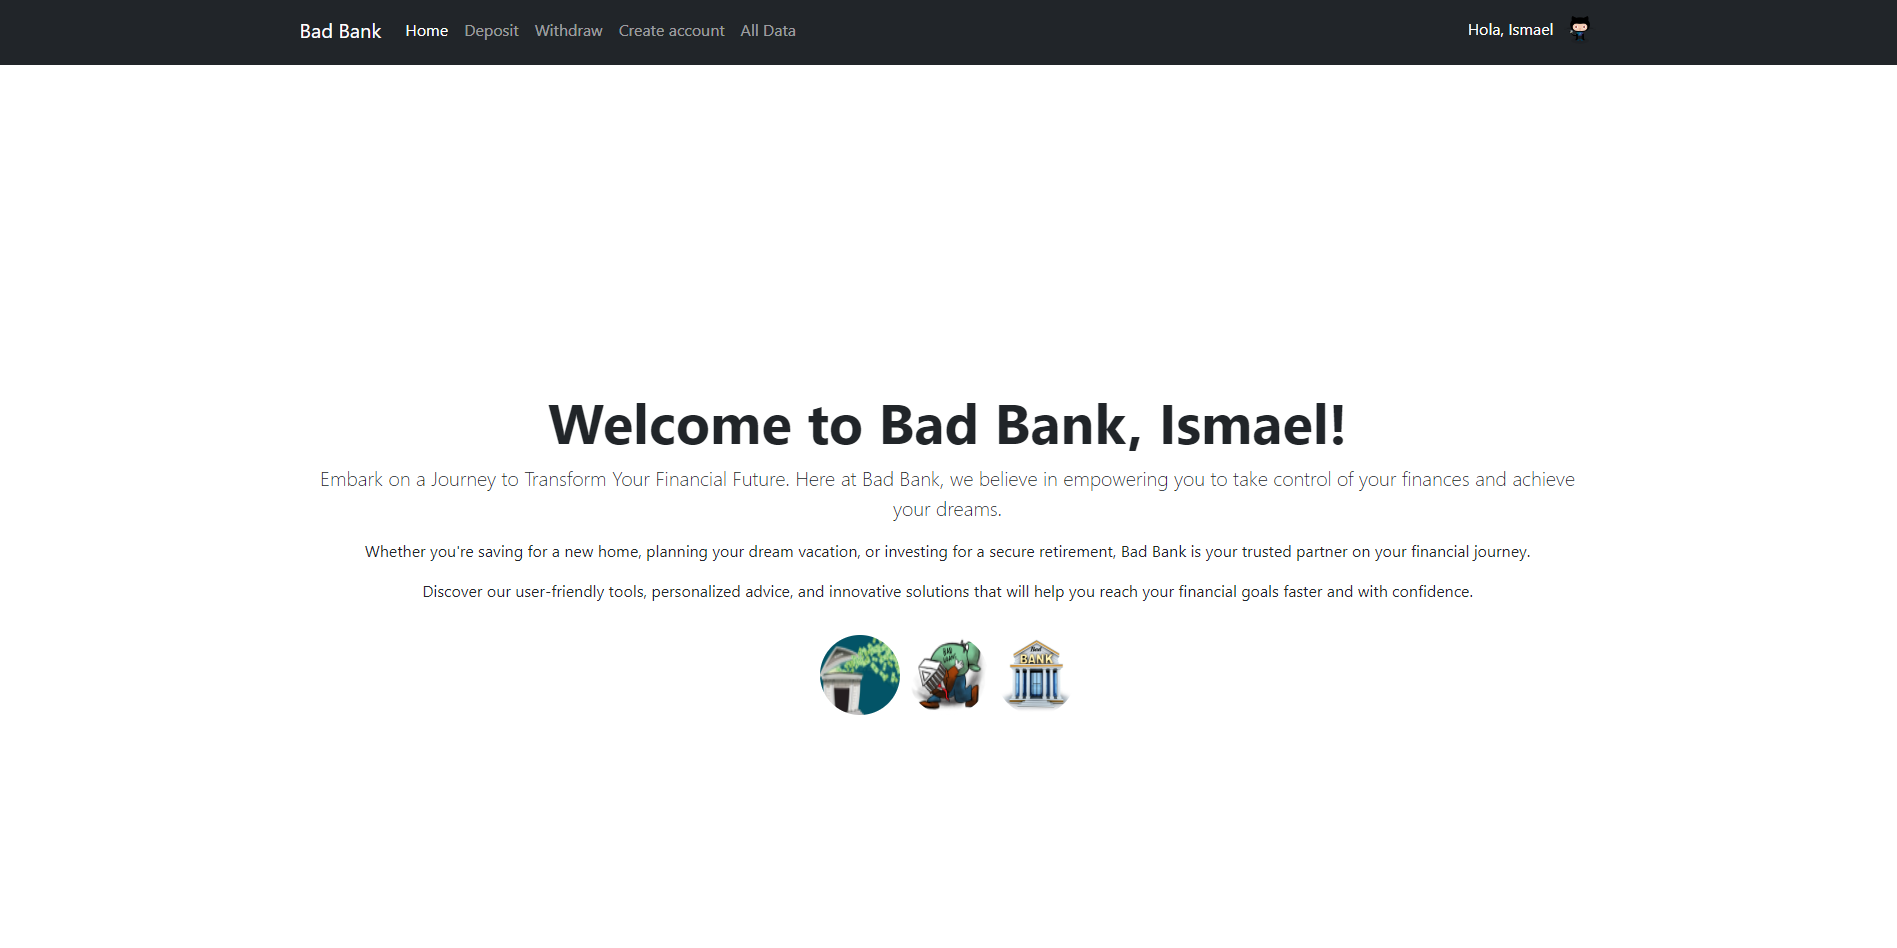 Bad Bank Home Deposit Withdraw Create account All Data Hola, Ismael
Welcome to Bad Bank, Ismael!
Embark on a Journey to Transform Your Financial Future. Here at Bad Bank, we believe in empowering you to take control of your finances and achieve
your dreams.
Whether you're saving for a new home, planning your dream vacation, or investing for a secure retirement, Bad Bank is your trusted partner on your financial journey.
Discover our user-friendly tools, personalized advice, and innovative solutions that will help you reach your financial goals faster and with confidence.
BAD
Bad
BANK